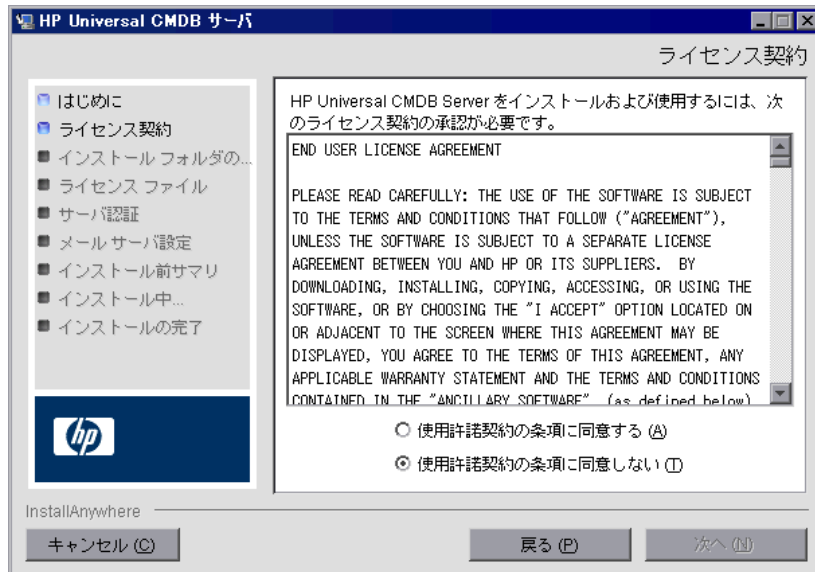 HP Universal CMDB サーバ
ライセンス契約
はじめに
ライセンス契約
インストール フォルダの...
ライセンス ファイル
サーバ認証
メール サーバ設定
インストール前サマリ
インストール中...
インストールの完了
hp
HP Universal CMDB Server をインストールおよび使用するには、次
のライセンス契約の承認が必要です。
END USER LICENSE AGREEMENT
PLEASE READ CAREFULLY: THE USE OF THE SOFTWARE IS SUBJECT
TO THE TERMS AND CONDITIONS THAT FOLLOW ("AGREEMENT"),
UNLESS THE SOFTWARE IS SUBJECT TO A SEPARATE LICENSE
AGREEMENT BETWEEN YOU AND HP OR ITS SUPPLIERS.  BY
DOWNLOADING, INSTALLING, COPYING, ACCESSING, OR USING THE
SOFTWARE, OR BY CHOOSING THE "I ACCEPT" OPTION LOCATED ON
OR ADJACENT TO THE SCREEN WHERE THIS AGREEMENT MAY BE
DISPLAYED, YOU AGREE TO THE TERMS OF THIS AGREEMENT, ANY
APPLICABLE WARRANTY STATEMENT AND THE TERMS AND CONDITIONS
CONTAINED IN THE "ANCILLARY SOFTWARE" (as defined below)
使用許諾契約の条項に同意する (A)
使用許諾契約の条項に同意しない (T)
InstallAnywhere
キャンセル (C)
戻る (P)
次へ (N)